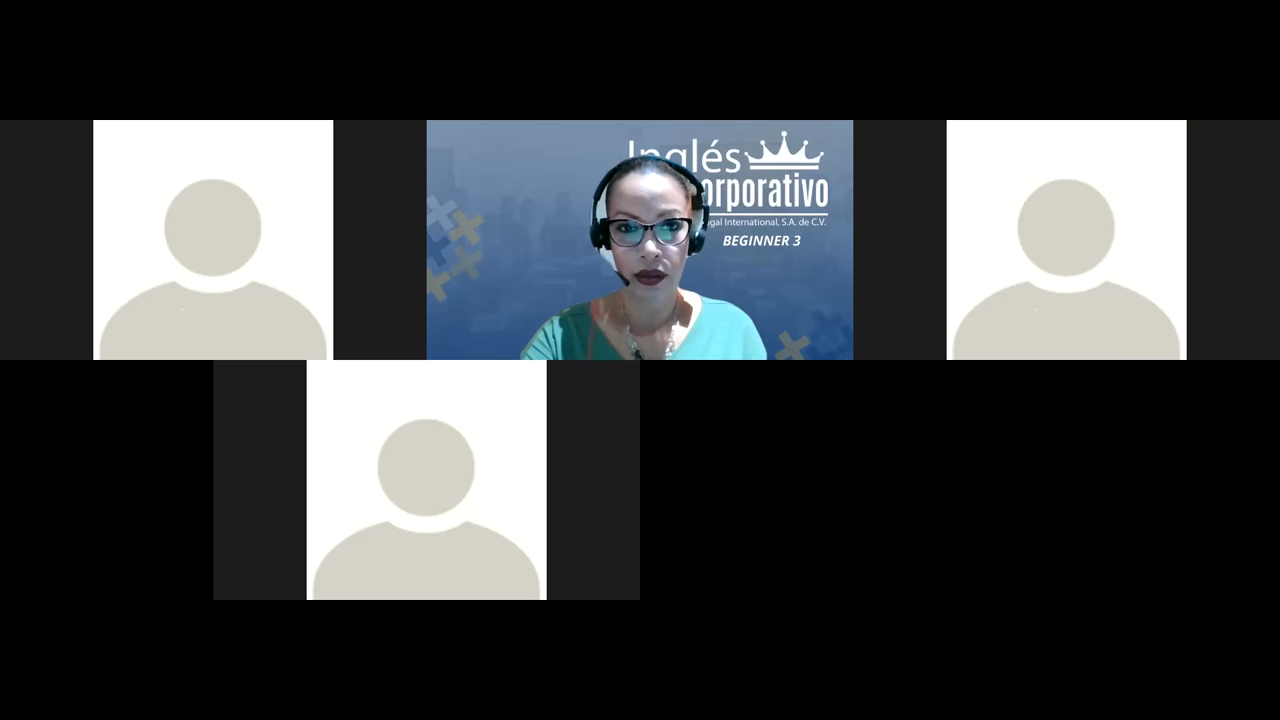 Inglés
orporativo
gal International, S.A. de C.V.
BEGINNER 3